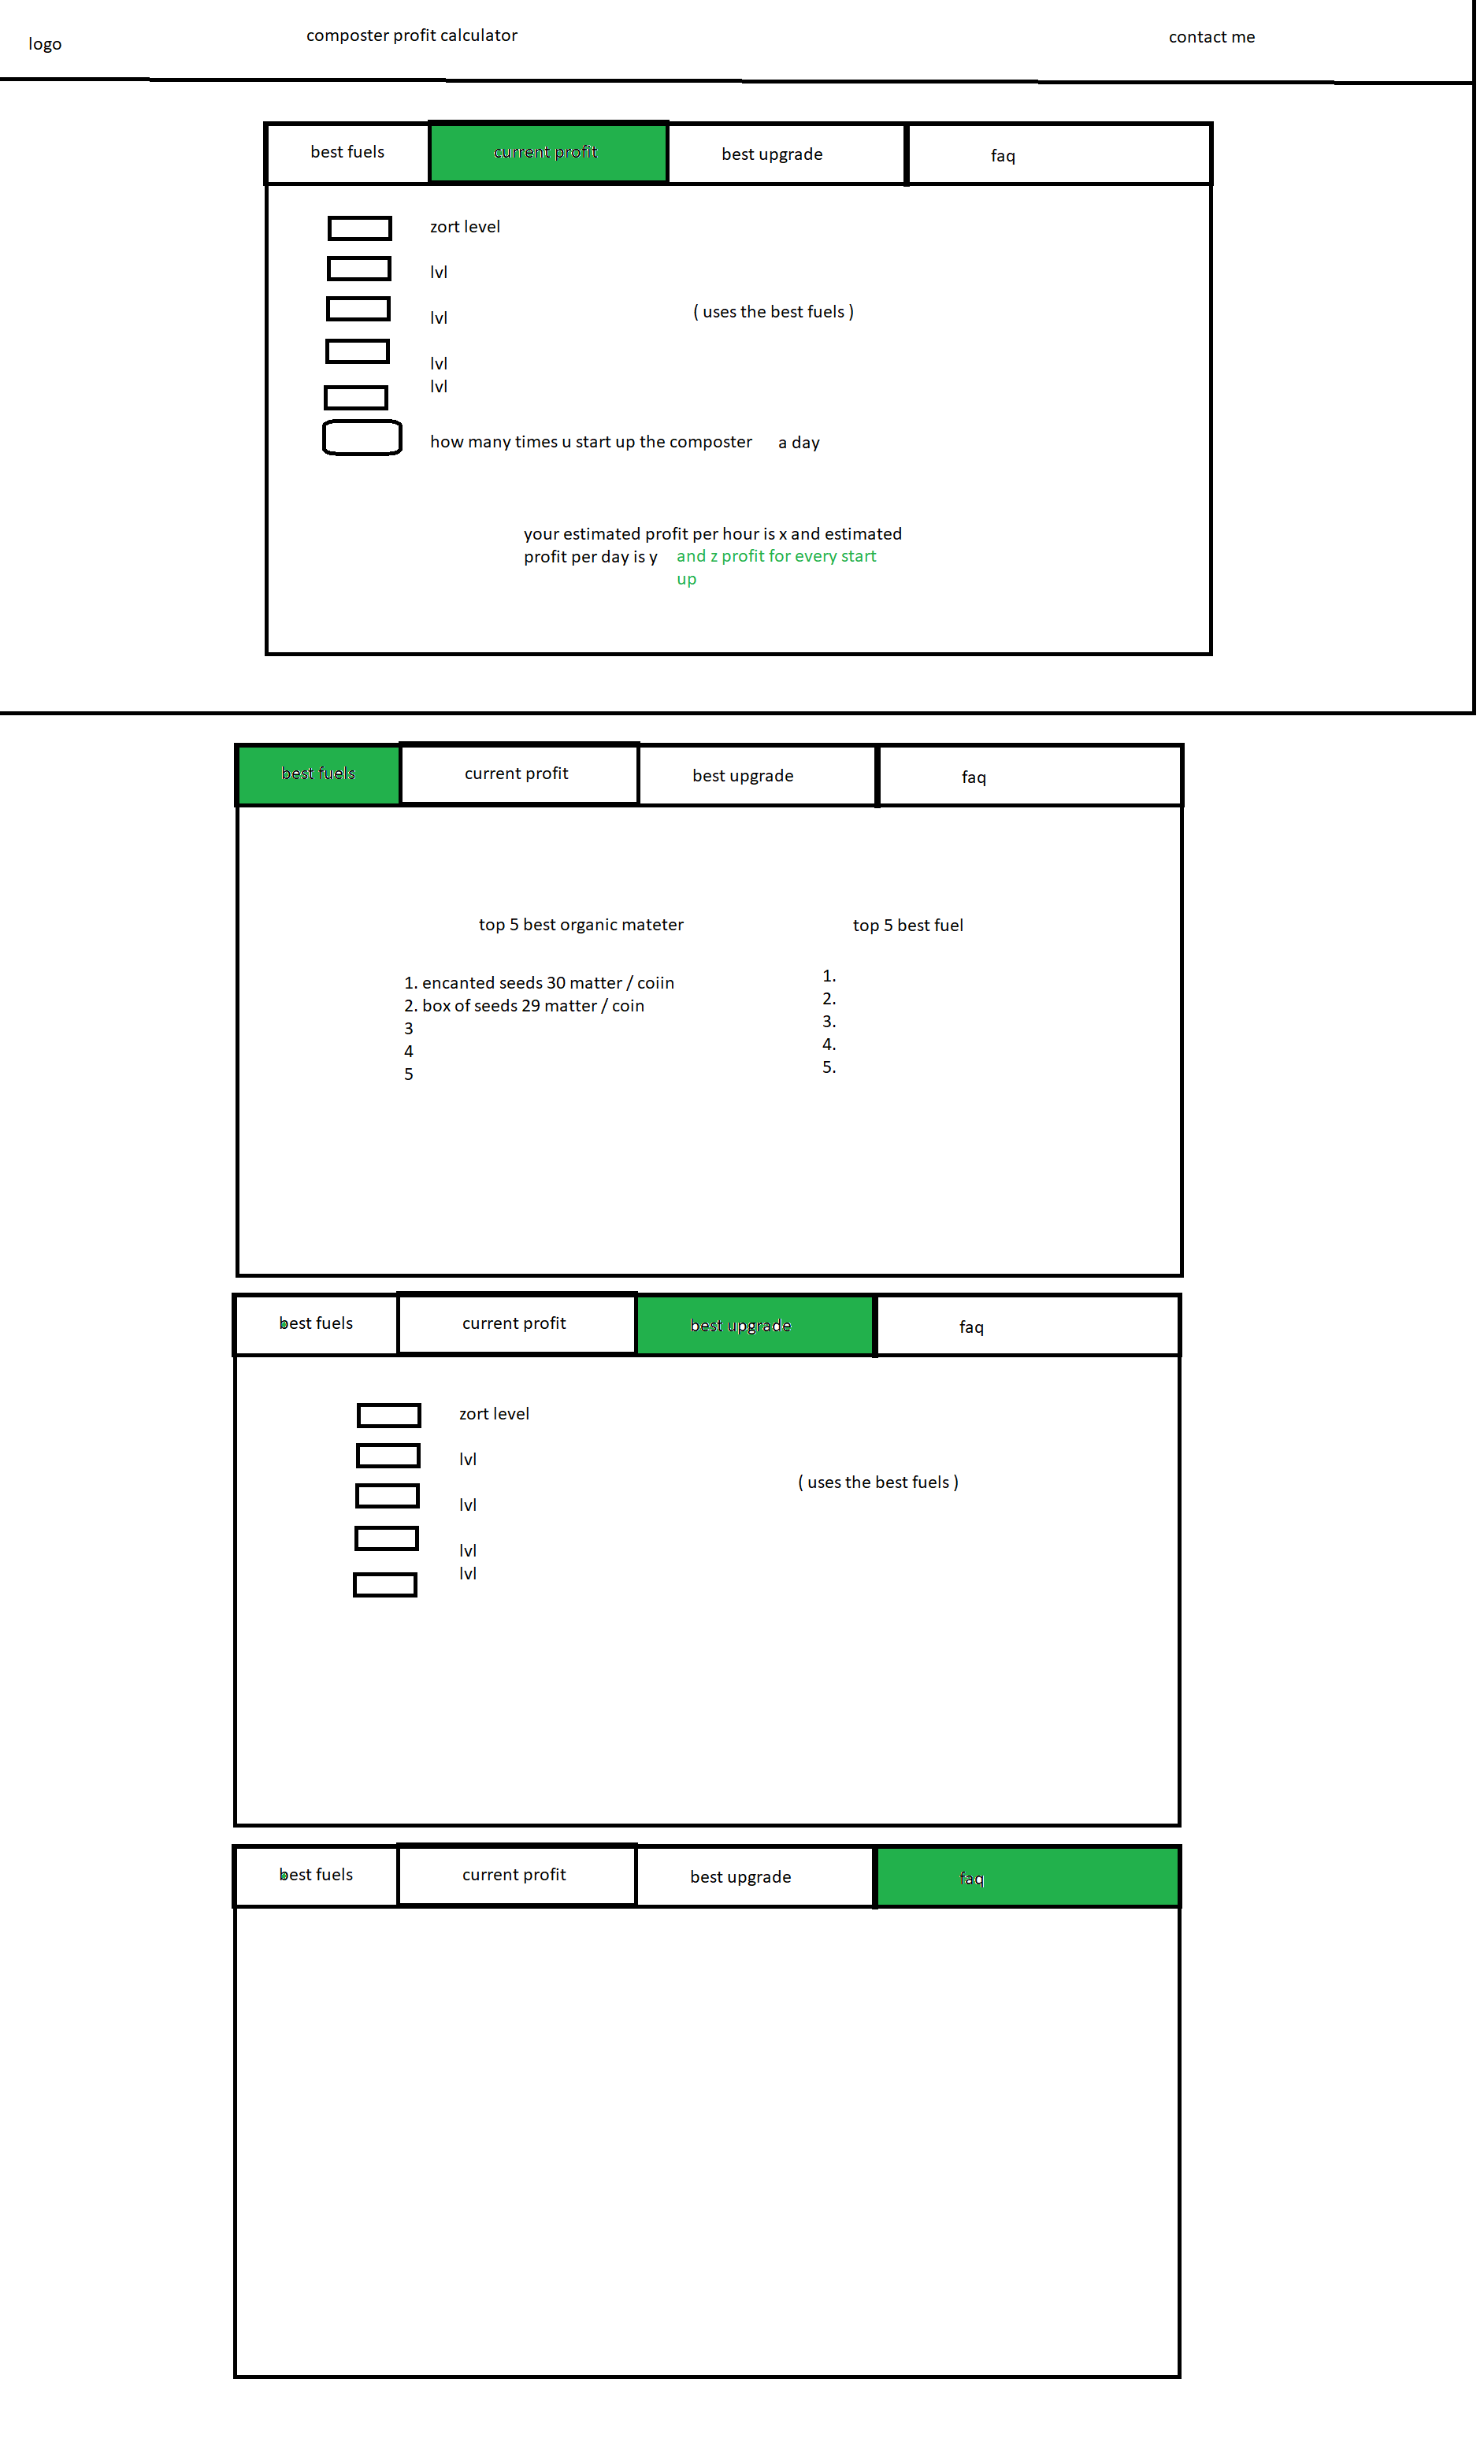 logo
composter profit calculator
contact me
best fuels
current profit
best upgrade
faq
zort level
lvl
lvl
( uses the best fuels )
lvl
lvl
how many times u start up the composter
a day
your estimated profit per hour is x and estimated
profit per day is y
and z profit for every start
up
best fuels
current profit
best upgrade
faq
top 5 best organic mateter
top 5 best fuel
1. encanted seeds 30 matter / coiin
2. box of seeds 29 matter / coin
3
4
5
1.
2.
3.
4.
5.
best fuels
current profit
best upgrade
faq
zort level
lvl
( uses the best fuels )
lvl
lvl
lvl
best fuels
current profit
best upgrade
faq